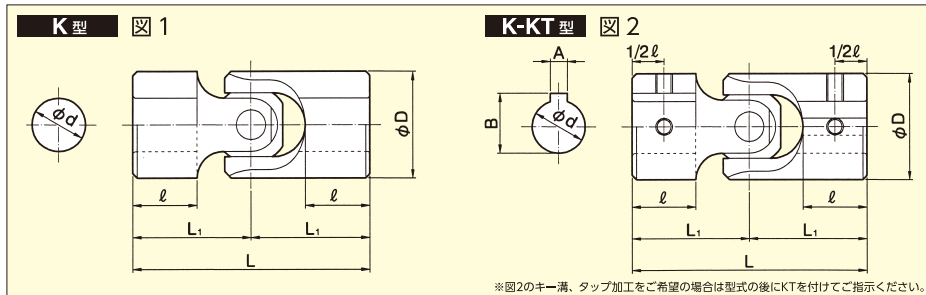 K型 図1
φd
φD
ℓ
ℓ
L₁
L₁
L
K-KT型 図2
A
B
φd
1/2ℓ
1/2ℓ
φD
ℓ
ℓ
L₁
L₁
L
※図2のキー溝、タップ加工をご希望の場合は型式の後にKTを付けてご指示ください。